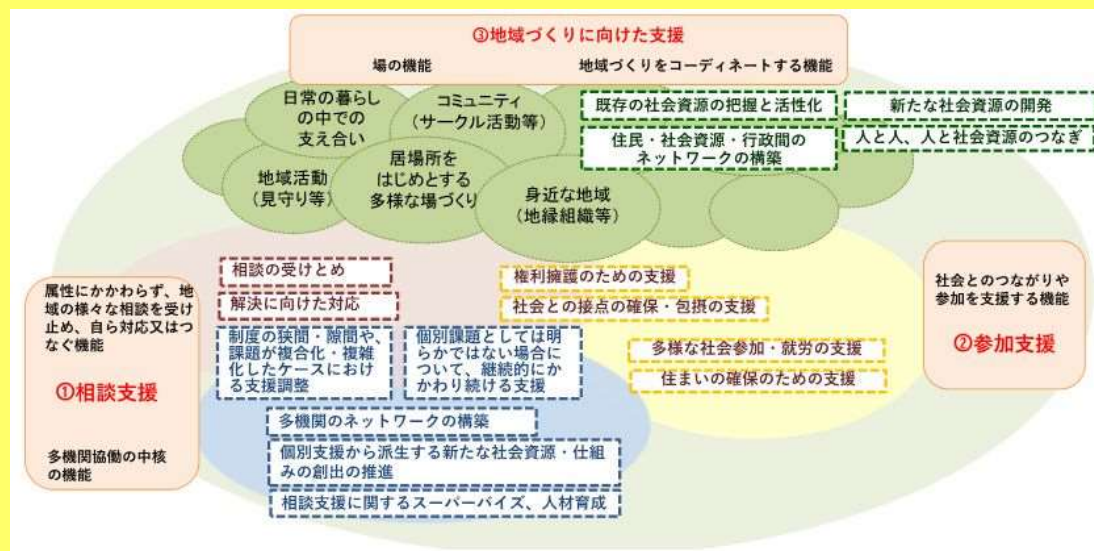 ③地域づくりに向けた支援
場の機能
地域づくりをコーディネートする機能
日常の暮らし
の中での
支え合い
コミュニティ
(サークル活動等)
既存の社会資源の把握と活性化
新たな社会資源の開発
住民・社会資源・行政間の
ネットワークの構築
人と人、人と社会資源のつなぎ
地域活動
(見守り等)
居場所を
はじめとする
多様な場づくり
身近な地域
(地縁組織等)
属性にかかわらず、地
域の様々な相談を受け
止め、自ら対応又はつ
なぐ機能
①相談支援
多機関協働の中核
の機能
相談の受けとめ
解決に向けた対応
制度の狭間・隙間や、
課題が複合化・複雑
化したケースにおけ
る支援調整
個別課題としては明
らかではない場合に
ついて、継続的にか
かわり続ける支援
多機関のネットワークの構築
個別支援から派生する新たな社会資源・仕組
みの創出の推進
相談支援に関するスーパーバイズ、人材育成
権利擁護のための支援
社会との接点の確保・包摂の支援
多様な社会参加・就労の支援
住まいの確保のための支援
社会とのつながりや
参加を支援する機能
②参加支援